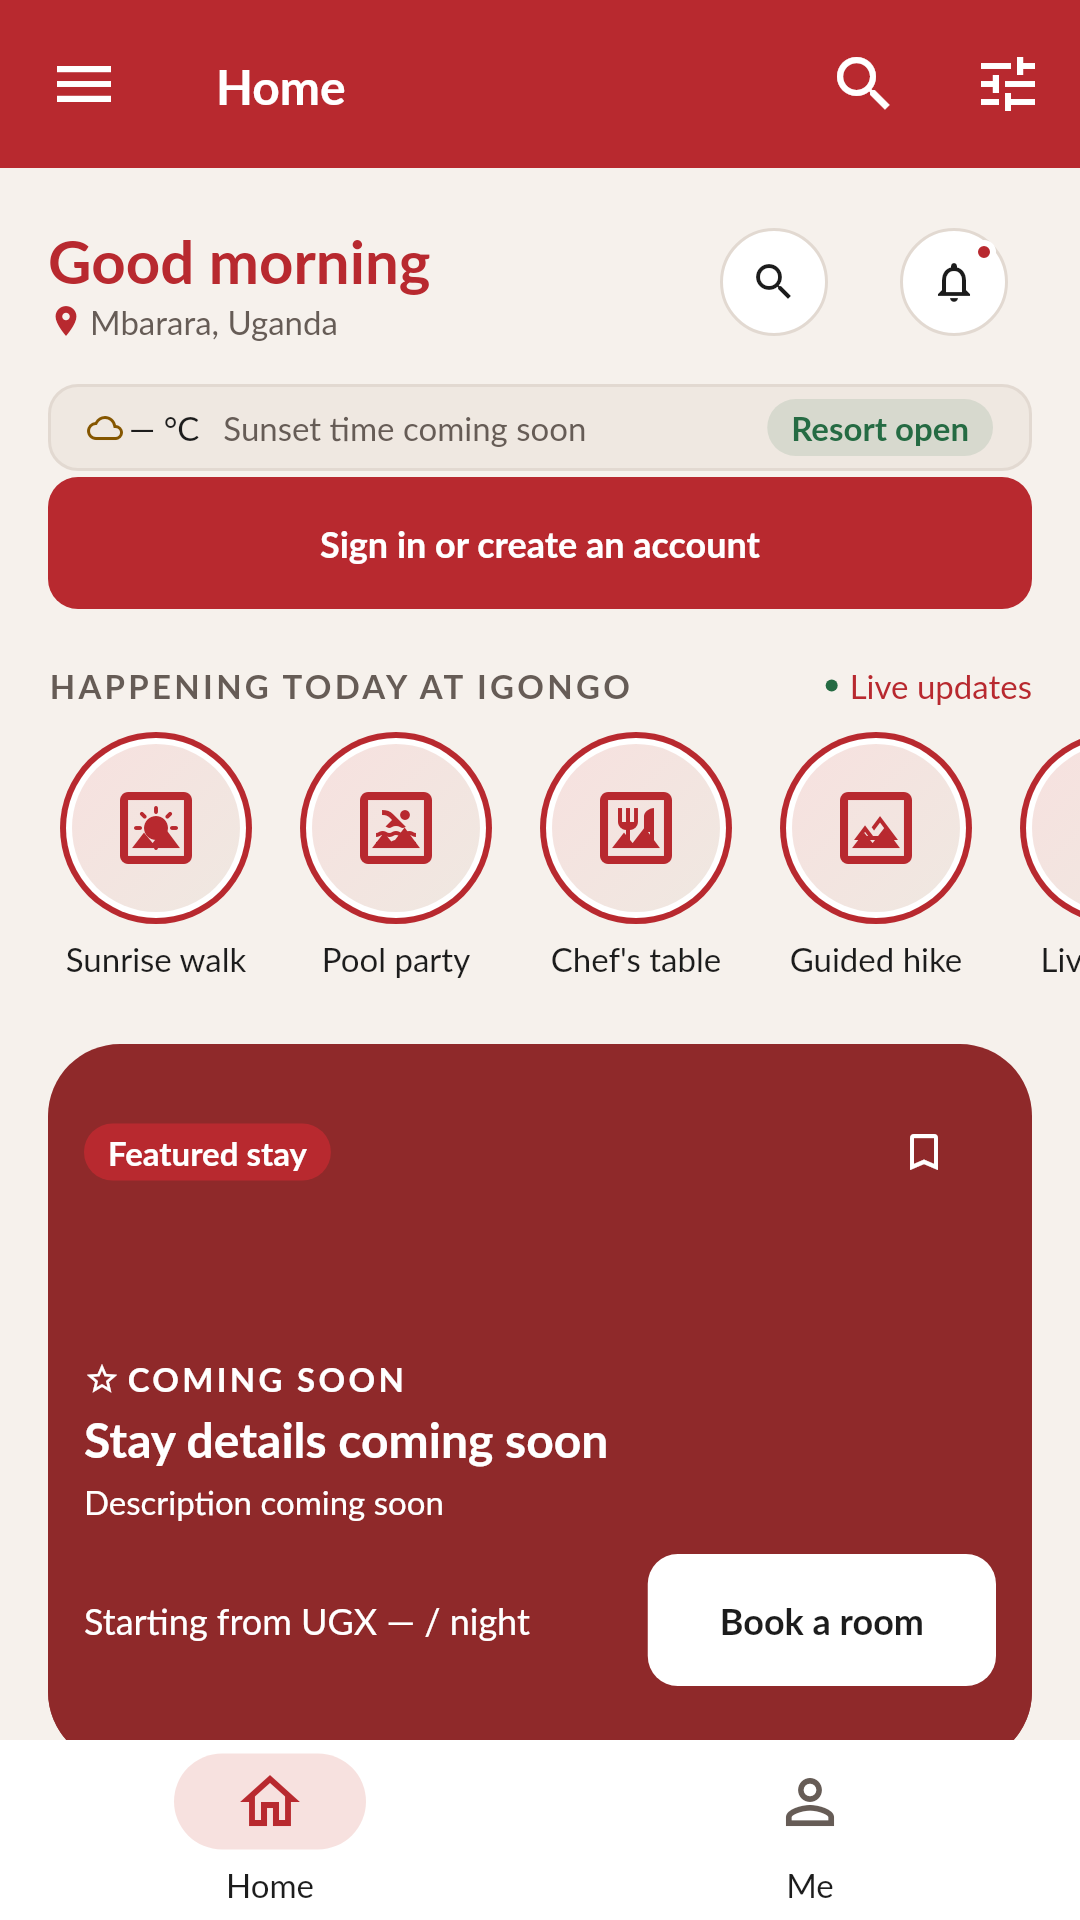 Home
Good morning
Mbarara, Uganda
— °C Sunset time coming soon Resort open
Sign in or create an account
HAPPENING TODAY AT IGONGO Live updates
Sunrise walk Pool party Chef's table Guided hike Liv
Featured stay
COMING SOON
Stay details coming soon
Description coming soon
Starting from UGX — / night Book a room
Home Me